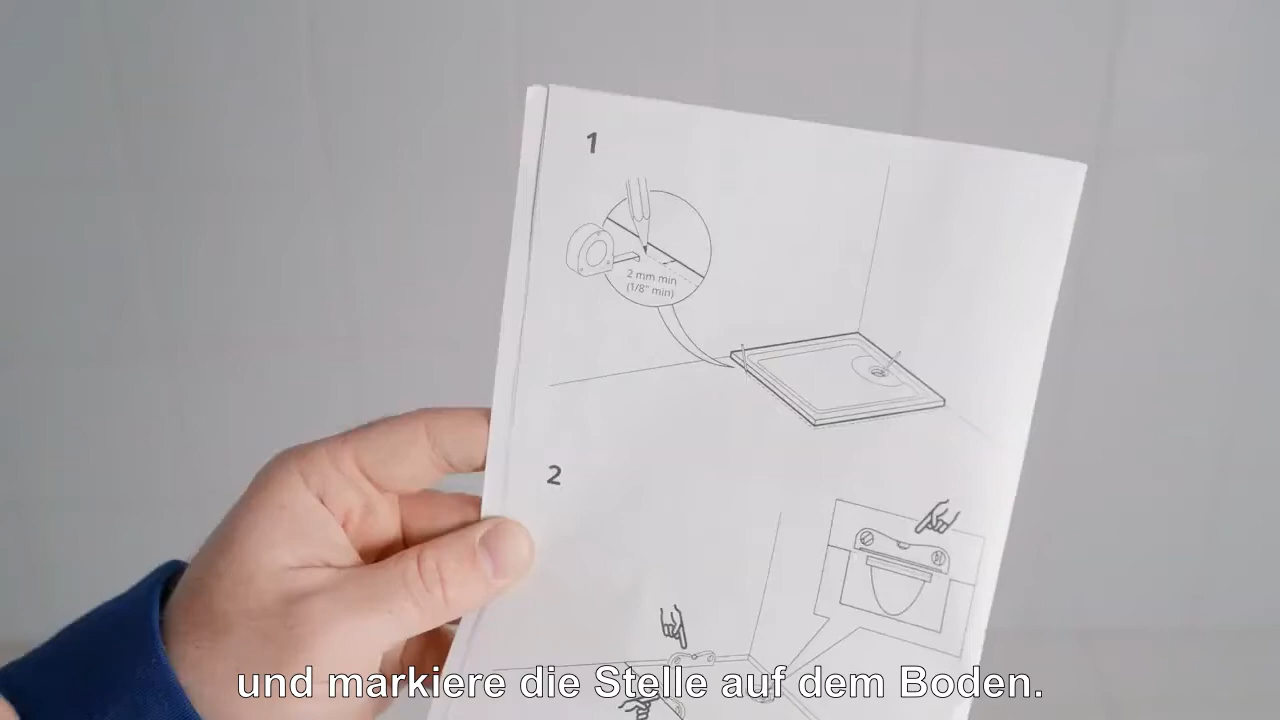 1
2 mm min
(1/8" min)
2
und markiere die Stelle auf dem Boden.